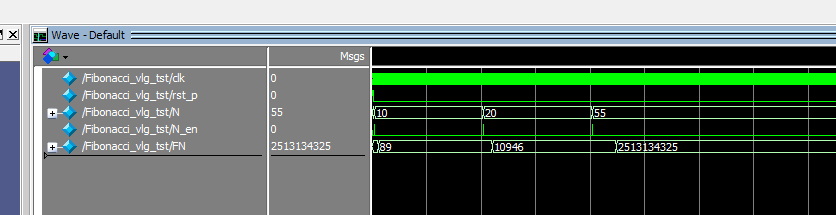 Wave - Default
Msgs
/Fibonacci_vlg_tst/clk 0
/Fibonacci_vlg_tst/rst_p 0
/Fibonacci_vlg_tst/N 55 10 20 55
/Fibonacci_vlg_tst/N_en 0
/Fibonacci_vlg_tst/FN 2513134325 89 10946 2513134325